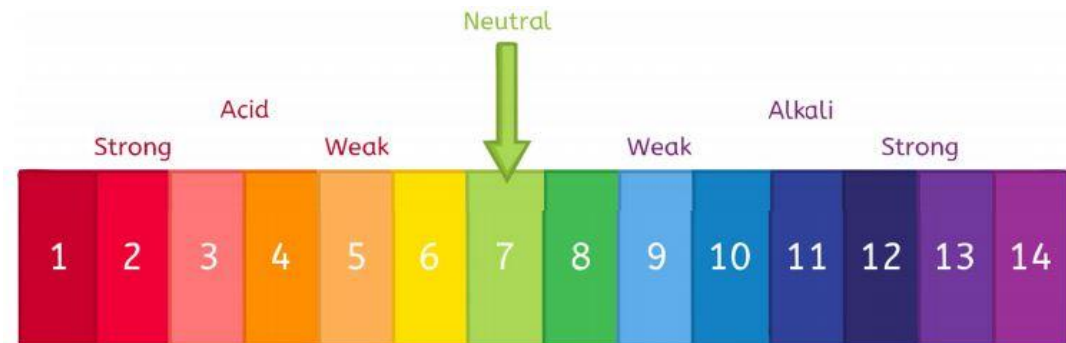 Neutral
Acid Alkali
Strong Weak Weak Strong
1 2 3 4 5 6 7 8 9 10 11 12 13 14